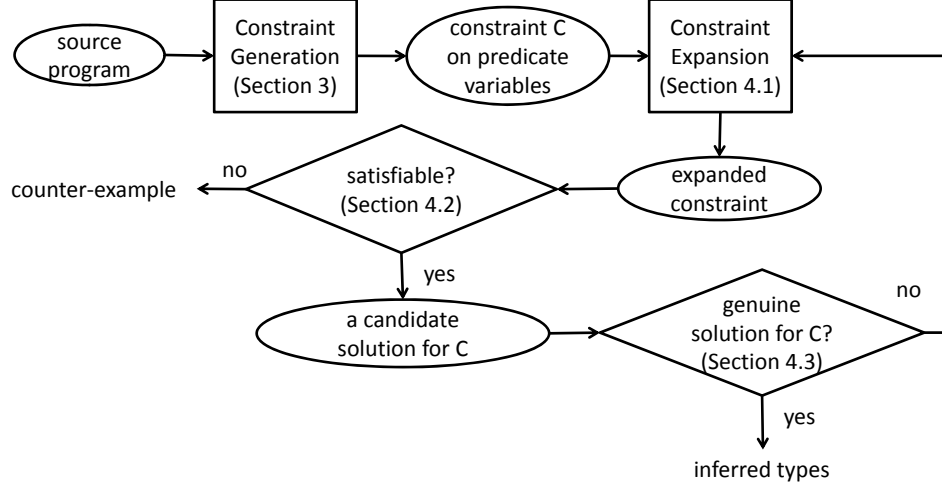 source
program
Constraint
Generation
(Section 3)
constraint C
on predicate
variables
Constraint
Expansion
(Section 4.1)
counter-example
no
satisfiable?
(Section 4.2)
expanded
constraint
yes
a candidate
solution for C
genuine
solution for C?
(Section 4.3)
no
yes
inferred types